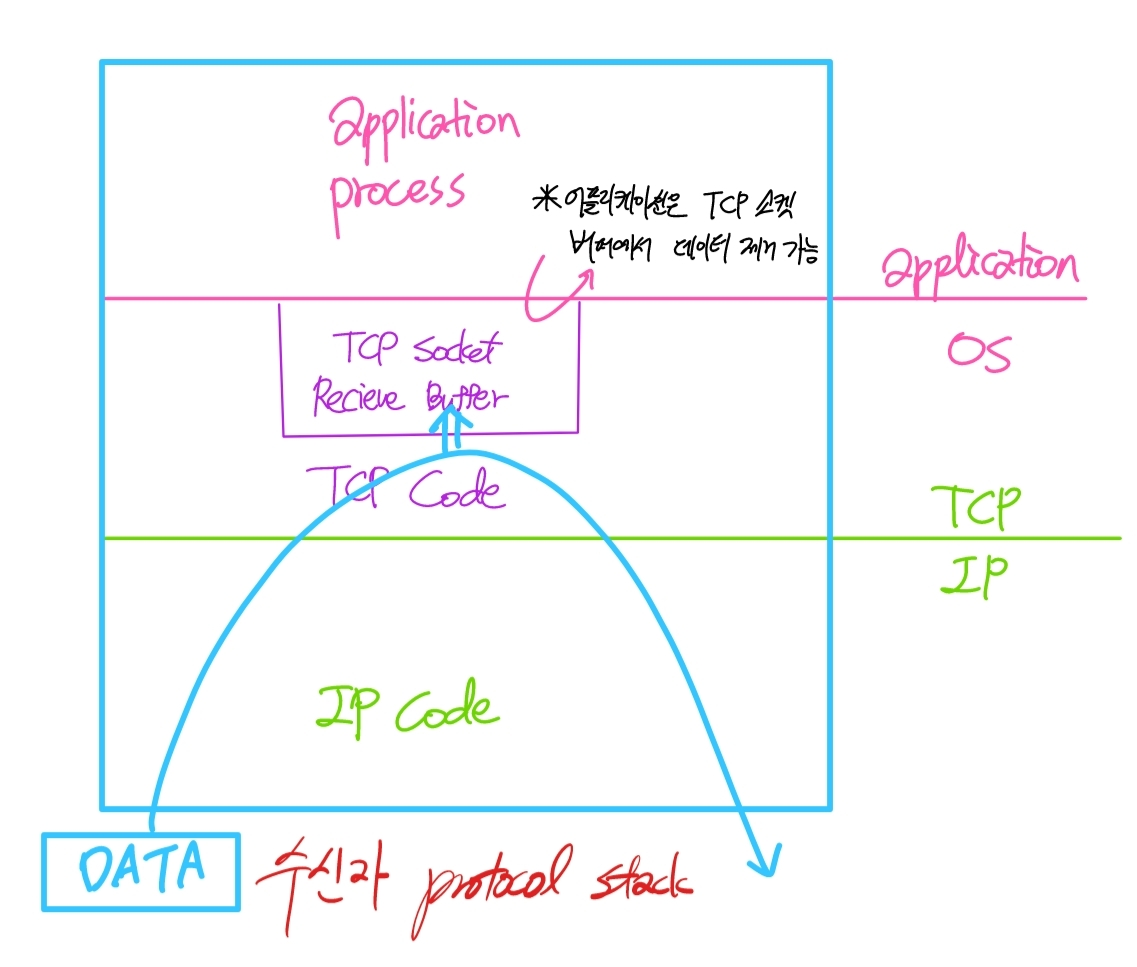 application
process
* 어플리케이션은 TCP 소켓
버퍼에서 데이터 제거 가능
application
OS
TCP Socket
Recieve Buffer
TCP Code
TCP
IP
IP Code
DATA
수신자 protocol stack